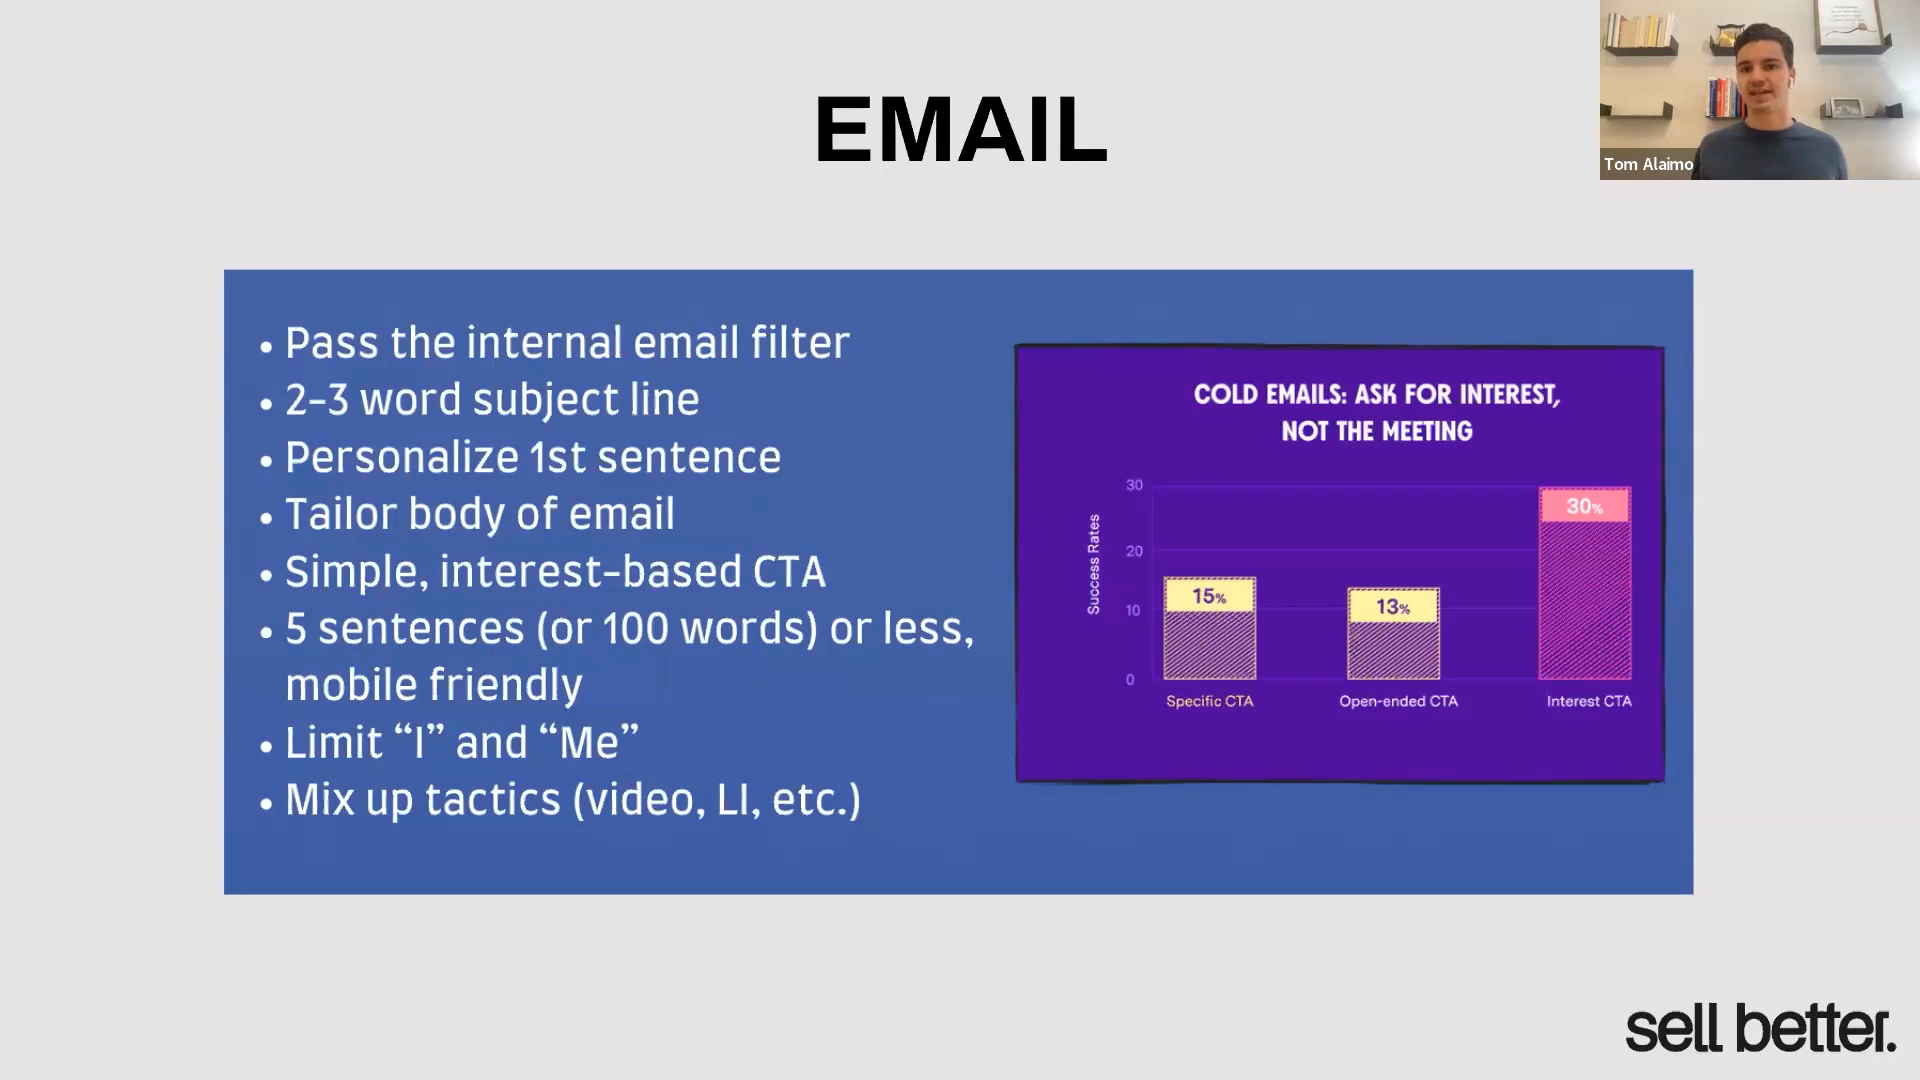 EMAIL
Tom Alaimo
• Pass the internal email filter
• 2-3 word subject line
• Personalize 1st sentence
• Tailor body of email
• Simple, interest-based CTA
• 5 sentences (or 100 words) or less,
mobile friendly
• Limit “I” and “Me”
• Mix up tactics (video, LI, etc.)
COLD EMAILS: ASK FOR INTEREST,
NOT THE MEETING
Success Rates
30
20
10
0
15%
13%
30%
Specific CTA
Open-ended CTA
Interest CTA
sell better.